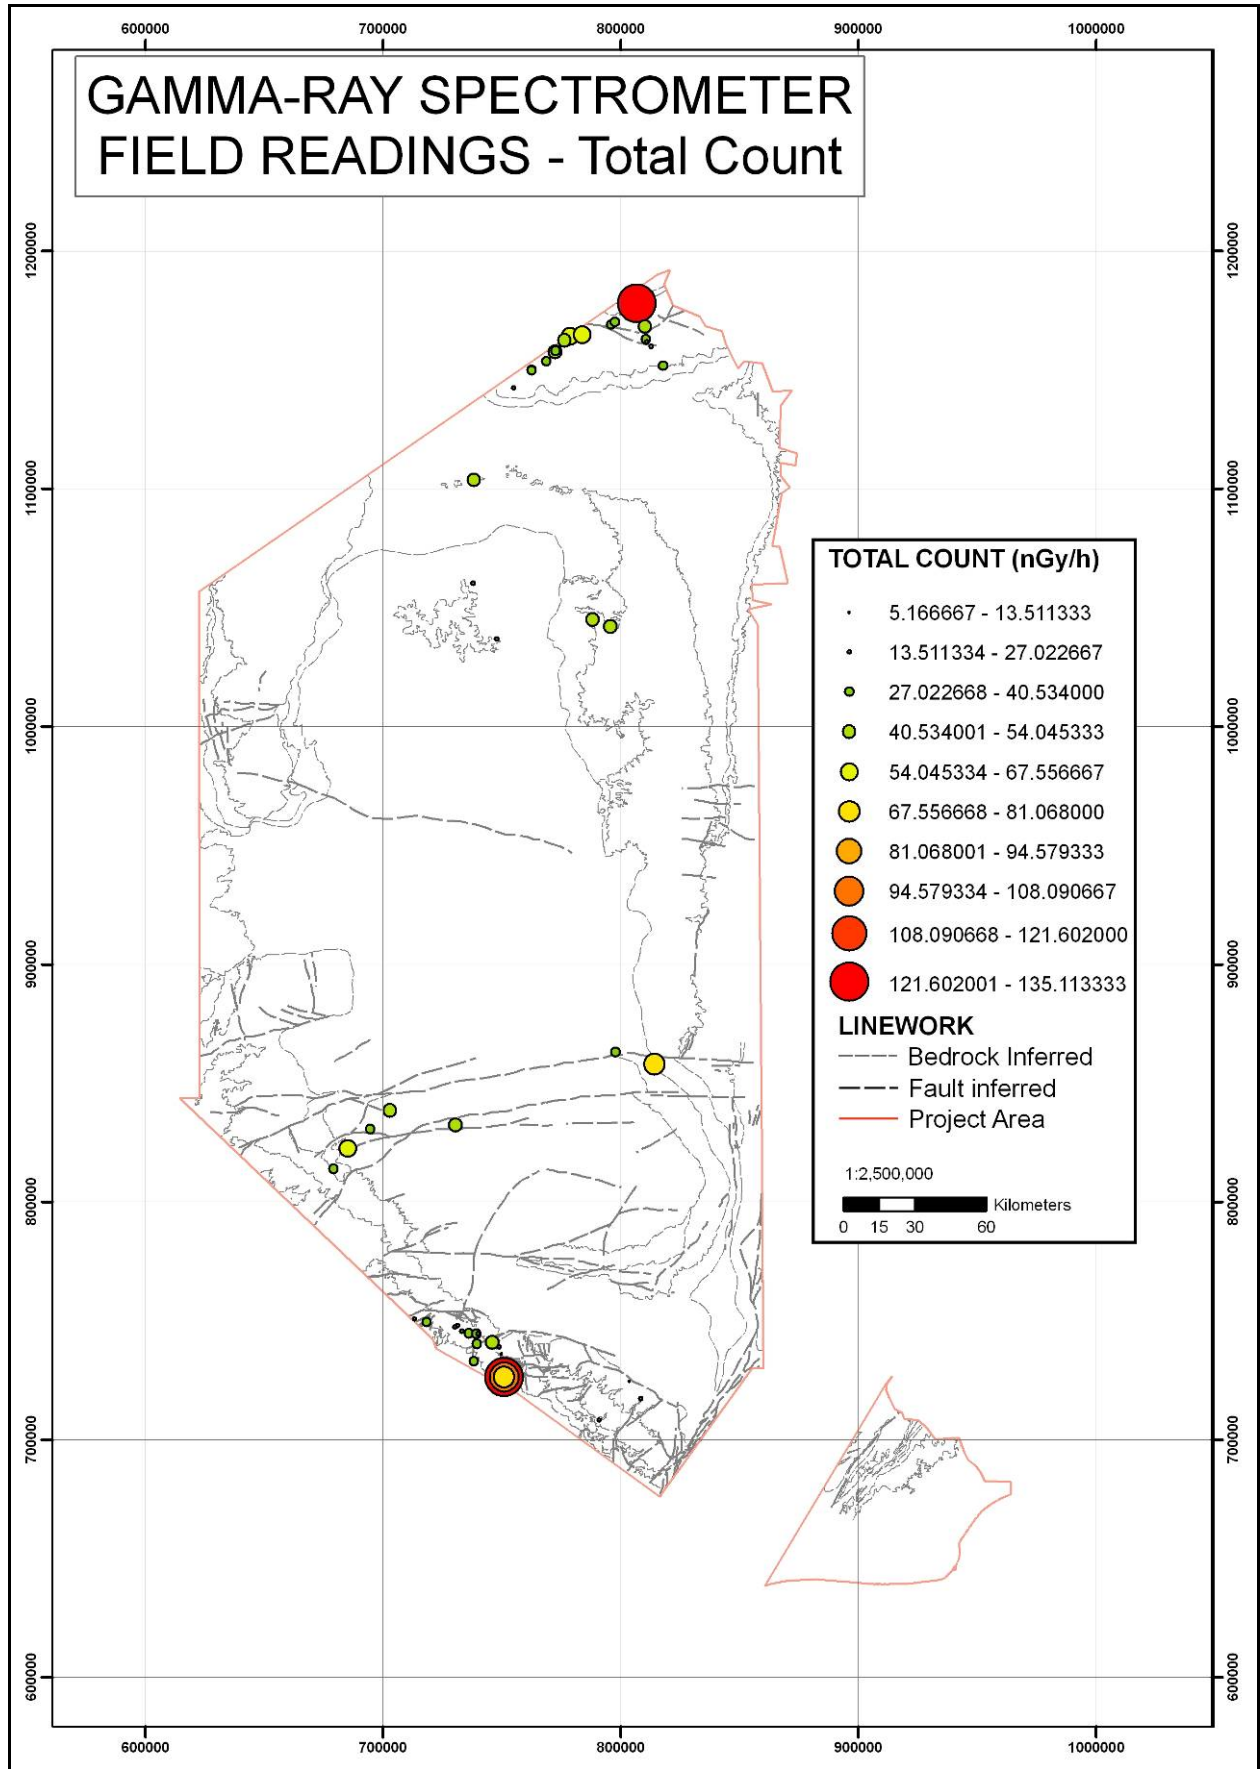 600000 700000 800000 900000 1000000
GAMMA-RAY SPECTROMETER
FIELD READINGS - Total Count
1200000 1200000
1100000 1100000
TOTAL COUNT (nGy/h)
5.166667 - 13.511333
13.511334 - 27.022667
27.022668 - 40.534000
40.534001 - 54.045333
1000000 1000000
54.045334 - 67.556667
67.556668 - 81.068000
81.068001 - 94.579333
94.579334 - 108.090667
108.090668 - 121.602000
900000 900000
121.602001 - 135.113333
LINEWORK
Bedrock Inferred
Fault inferred
Project Area
1:2,500,000
800000 800000
Kilometers
0 15 30 60
700000 700000
600000 600000
600000 700000 800000 900000 1000000